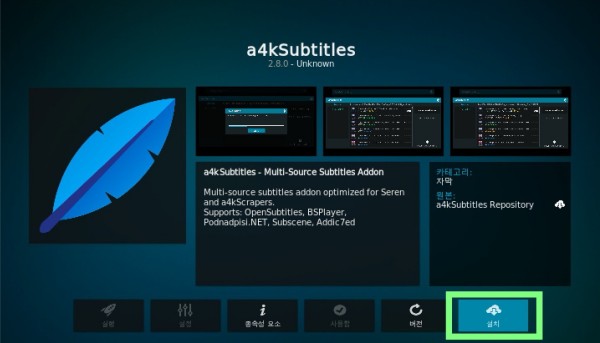 a4kSubtitles
2.8.0 - Unknown
a4kSubtitles - Multi-Source Subtitles Addon
Multi-source subtitles addon optimized for Seren
and a4kScrapers.
Supports: OpenSubtitles, BSPlayer,
Podnadpisi.NET, Subscene, Addic7ed
카테고리:
자막
원본:
a4kSubtitles Repository
실행
설정
종속성 요소
사용함
버전
설치